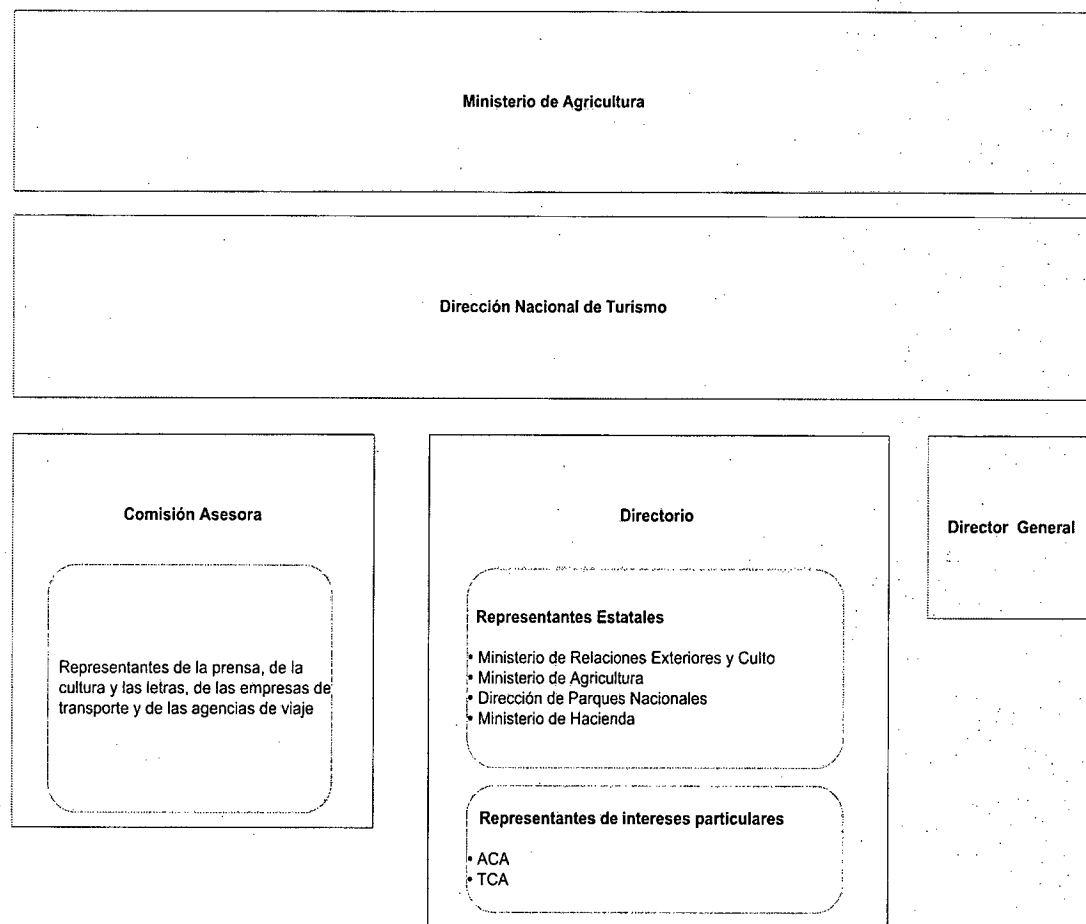 Ministerio de Agricultura
Dirección Nacional de Turismo
Comisión Asesora
Representantes de la prensa, de la
cultura y las letras, de las empresas de
transporte y de las agencias de viaje
Directorio
Representantes Estatales
• Ministerio de Relaciones Exteriores y Culto
• Ministerio de Agricultura
• Dirección de Parques Nacionales
• Ministerio de Hacienda
Representantes de intereses particulares
• ACA
• TCA
Director General